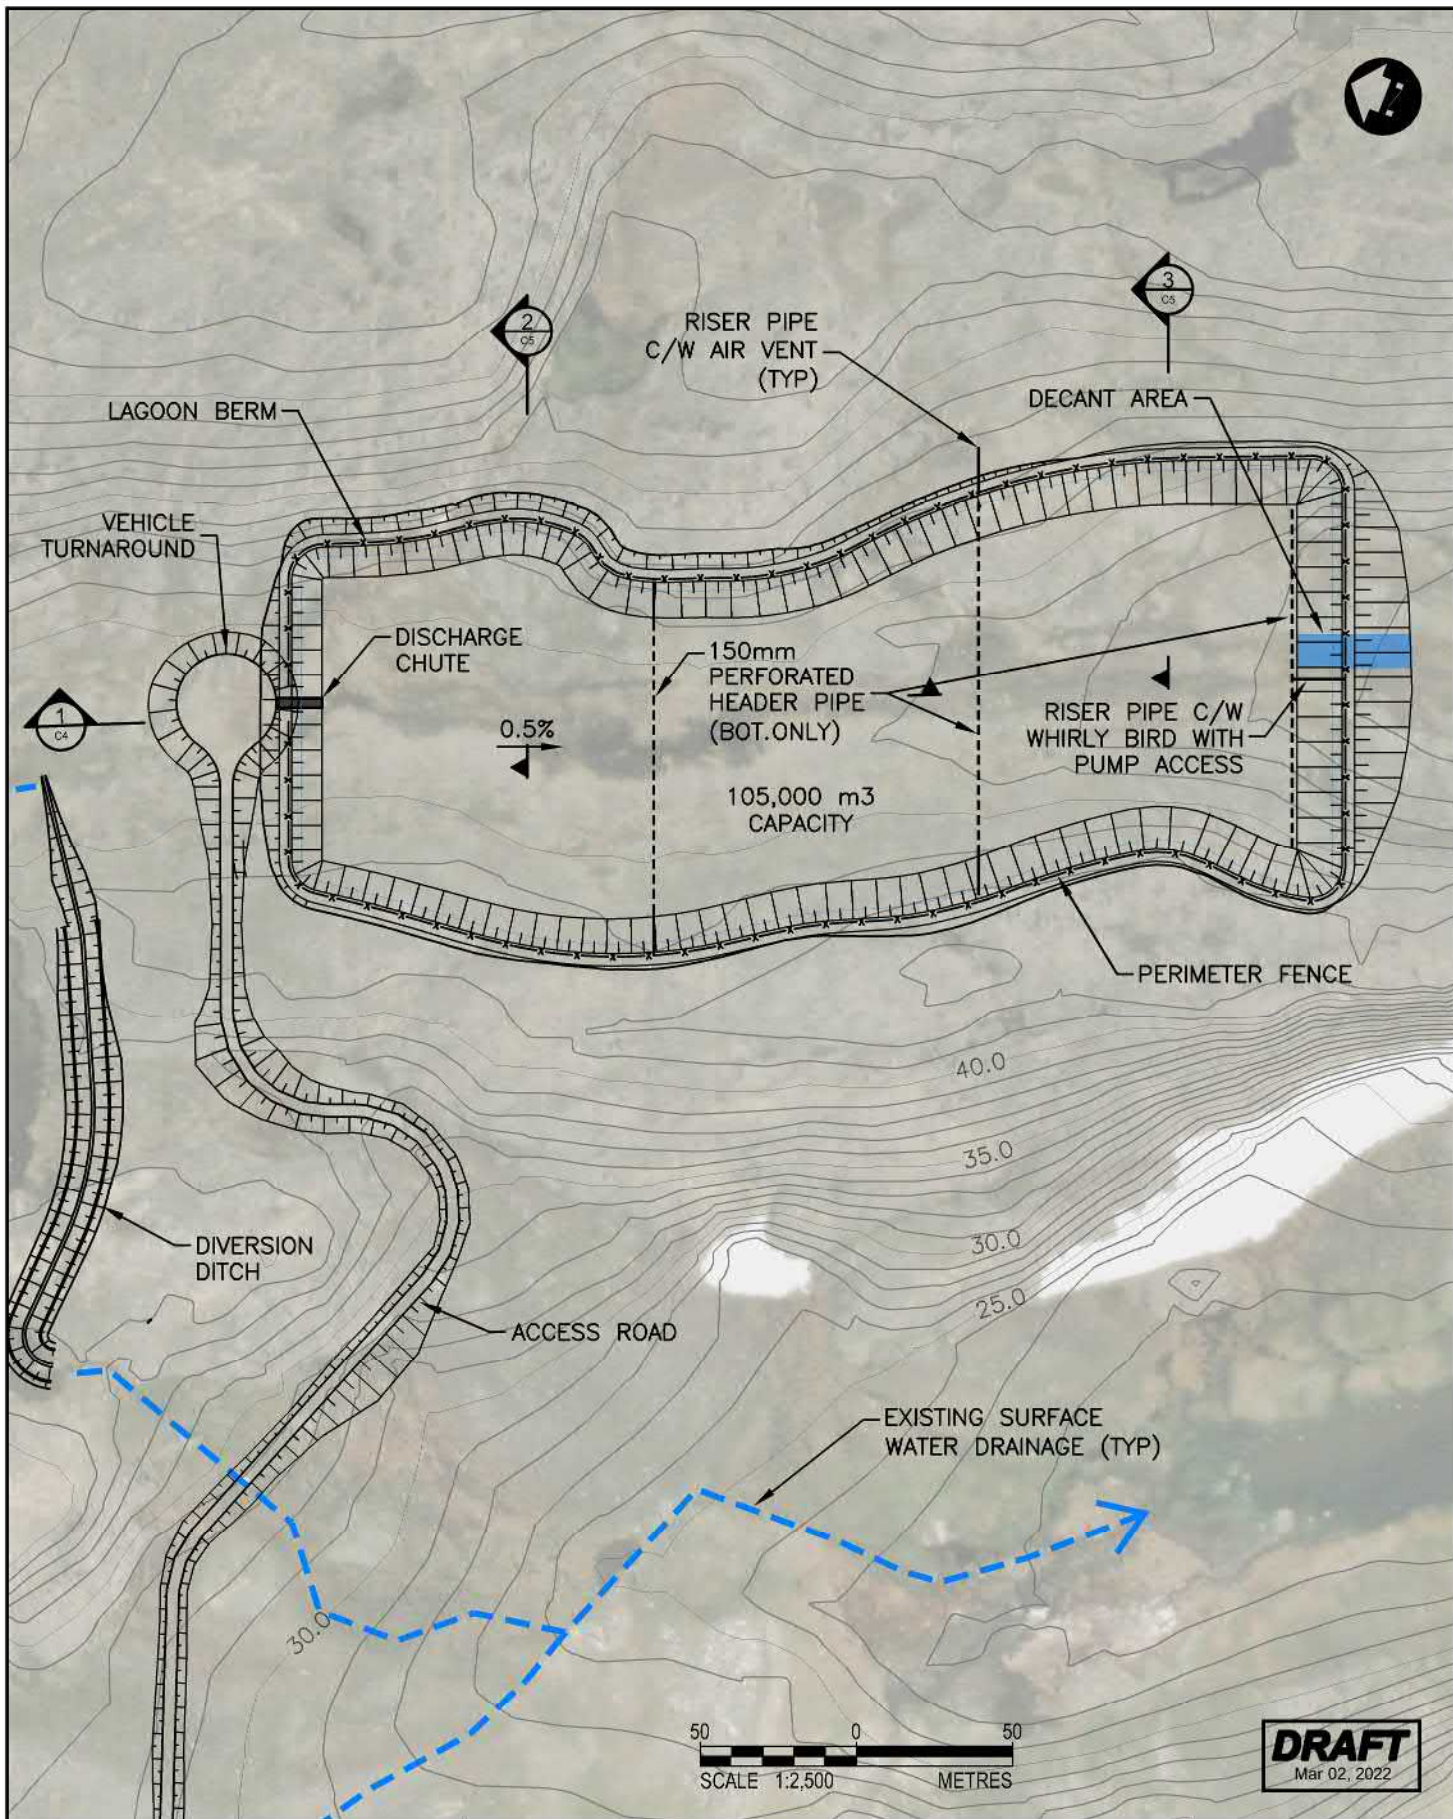 3
C5
2
C5
RISER PIPE
C/W AIR VENT
(TYP)
DECANT AREA
LAGOON BERM
VEHICLE
TURNAROUND
DISCHARGE
CHUTE
150mm
PERFORATED
HEADER PIPE
(BOT.ONLY)
1
C4
0.5%
RISER PIPE C/W
WHIRLY BIRD WITH
PUMP ACCESS
105,000 m3
CAPACITY
PERIMETER FENCE
40.0
35.0
30.0
25.0
DIVERSION
DITCH
ACCESS ROAD
EXISTING SURFACE
WATER DRAINAGE (TYP)
30.0
50 0 50
SCALE 1:2,500 METRES
DRAFT
Mar 02, 2022